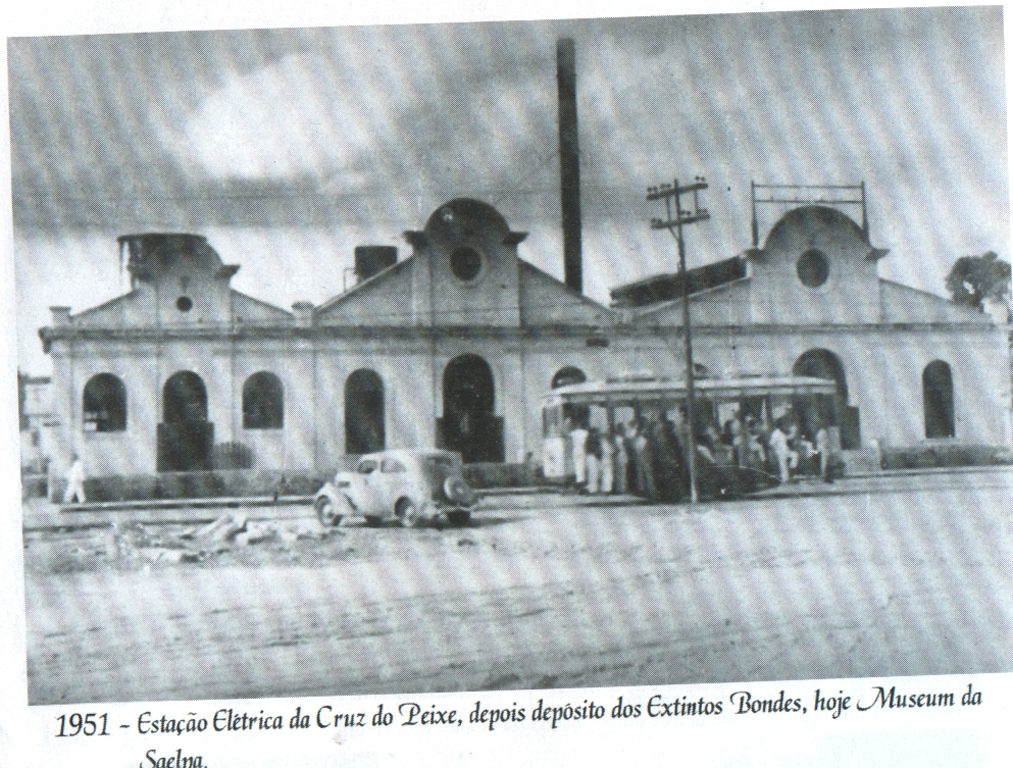 1951 - Estação Elétrica da Cruz do Peixe, depois depósito dos Extintos Bondes, hoje Museum da
Saelpa.